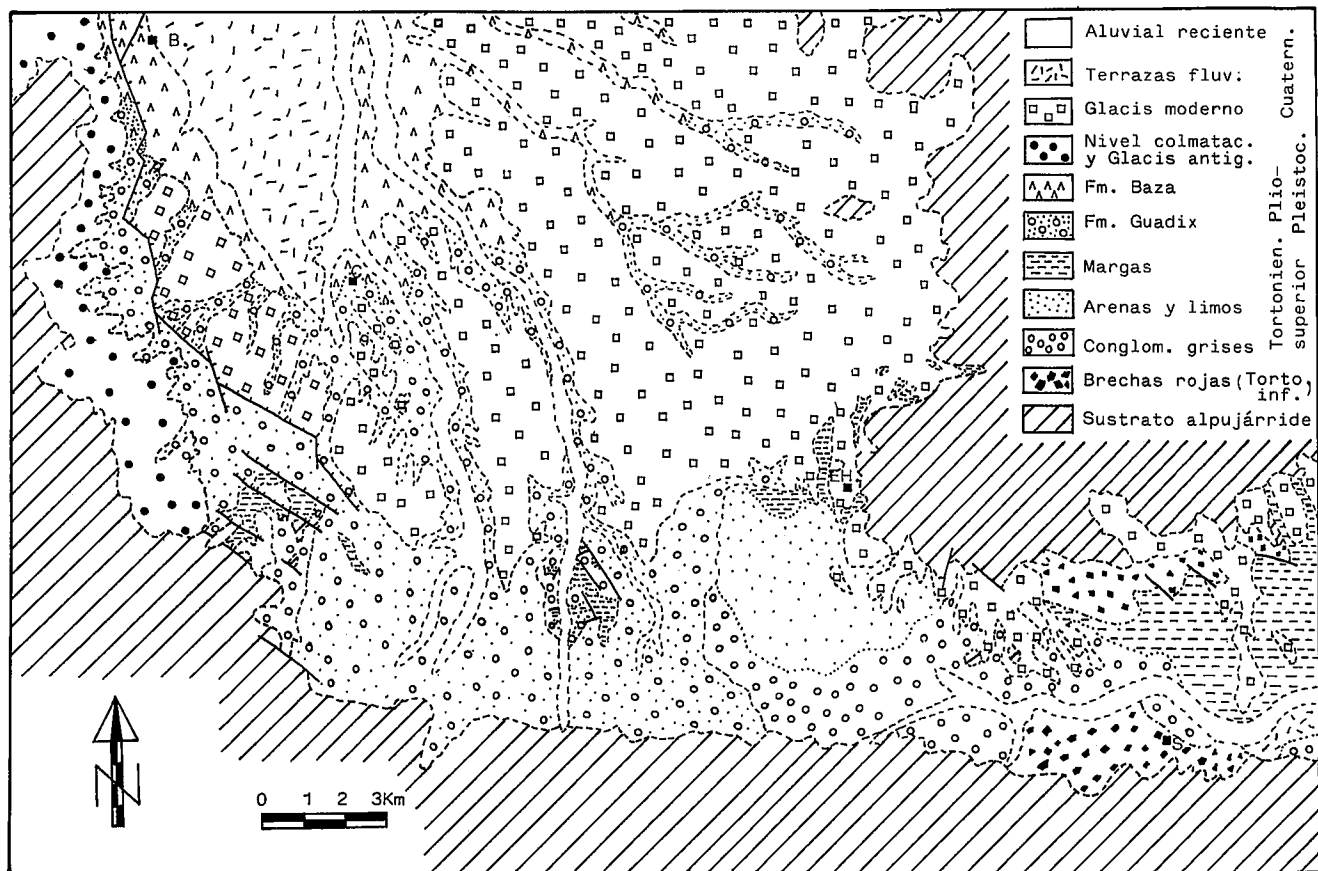 B
C
EH
S
N
0 1 2 3Km
Aluvial reciente
Terrazas fluv.
Glacis moderno
Nivel colmatac.
y Glacis antig.
Fm. Baza
Fm. Guadix
Margas
Arenas y limos
Conglom. grises
Brechas rojas (Torto,
inf.,
Sustrato alpujárride
Cuatern.
Plio-
Pleistoc.
Tortonien.
superior